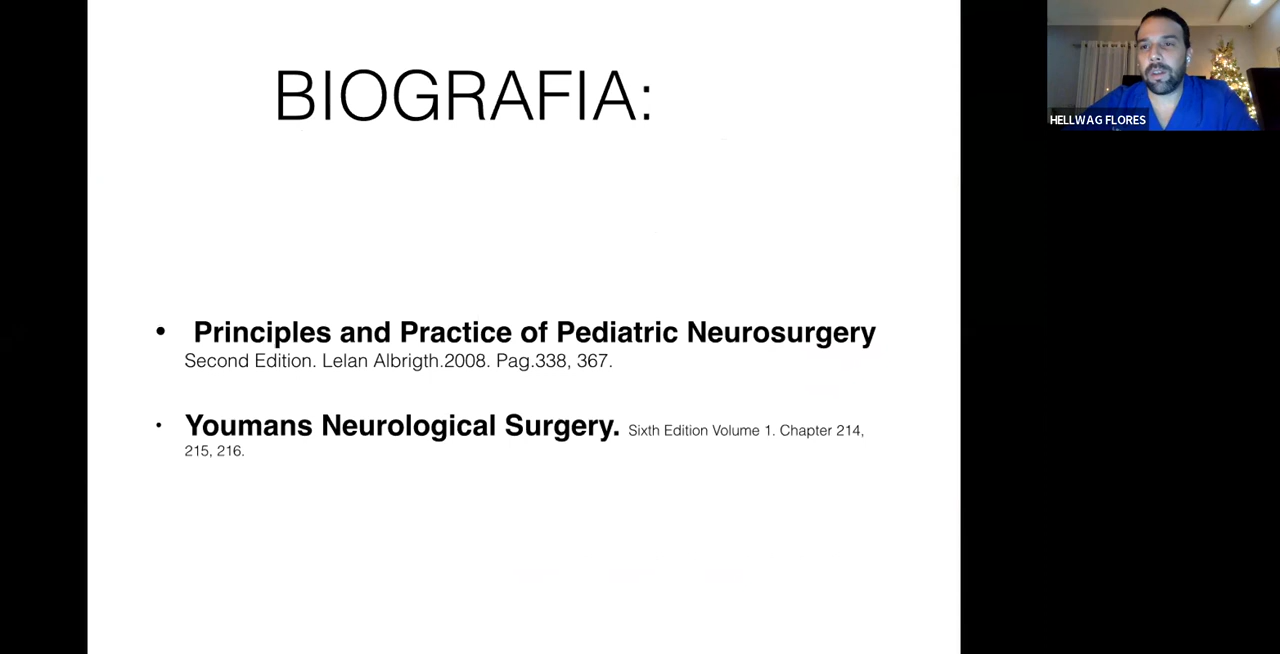 BIOGRAFIA:
HELLWAG FLORES
• Principles and Practice of Pediatric Neurosurgery
Second Edition. Lelan Albrigth.2008. Pag.338, 367.
• Youmans Neurological Surgery. Sixth Edition Volume 1. Chapter 214,
215, 216.